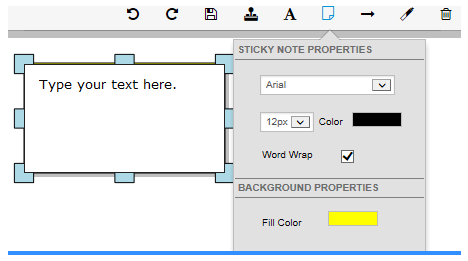 A
STICKY NOTE PROPERTIES
Type your text here.
Arial
12px Color
Word Wrap
BACKGROUND PROPERTIES
Fill Color